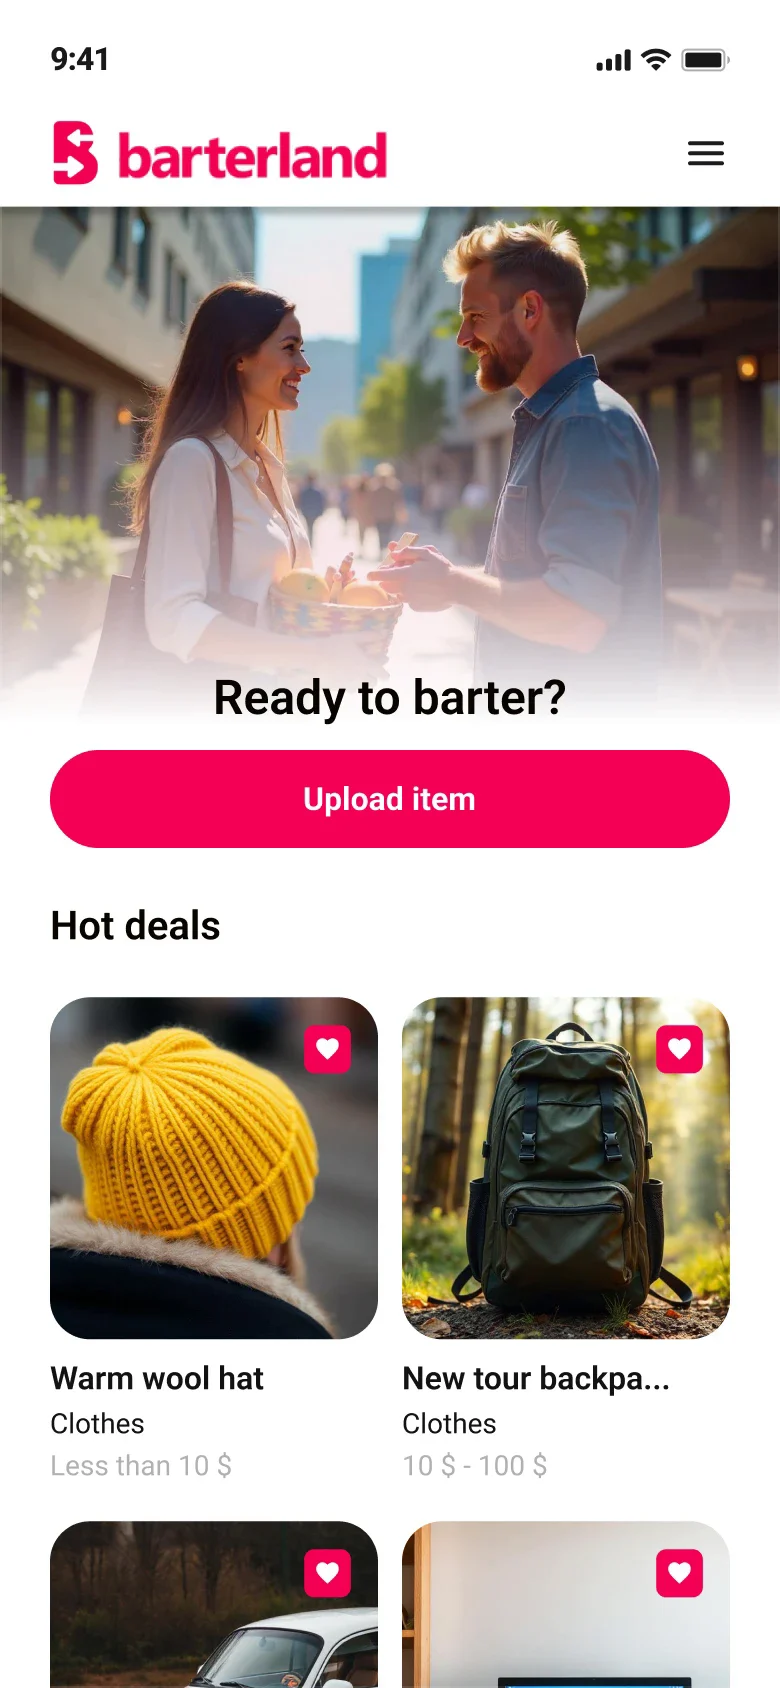 9:41
barterland
Ready to barter?
Upload item
Hot deals
Warm wool hat
Clothes
Less than 10 $
New tour backpa...
Clothes
10 $ - 100 $